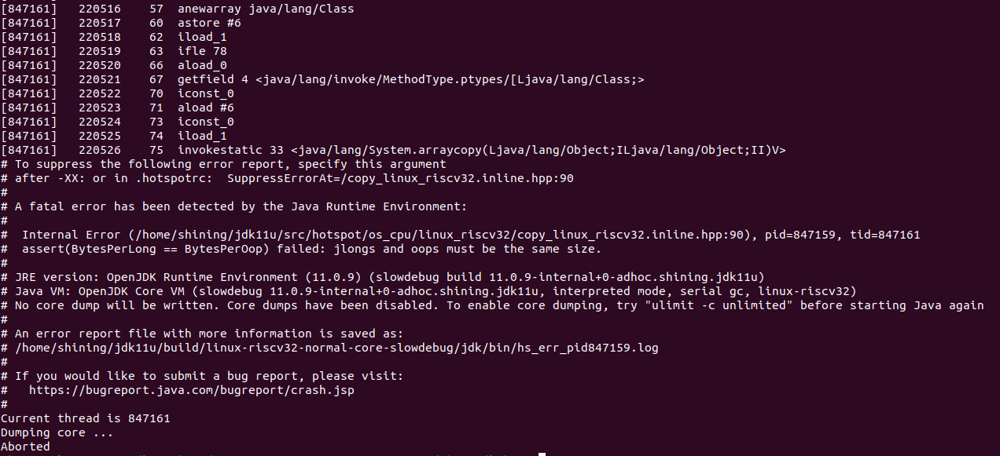 [847161]   220516    57  anewarray java/lang/Class
[847161]   220517    60  astore #6
[847161]   220518    62  iload_1
[847161]   220519    63  ifle 78
[847161]   220520    66  aload_0
[847161]   220521    67  getfield 4 <java/lang/invoke/MethodType.ptypes/[Ljava/lang/Class;>
[847161]   220522    70  iconst_0
[847161]   220523    71  aload #6
[847161]   220524    73  iconst_0
[847161]   220525    74  iload_1
[847161]   220526    75  invokestatic 33 <java/lang/System.arraycopy(Ljava/lang/Object;ILjava/lang/Object;II)V>
# To suppress the following error report, specify this argument
# after -XX: or in .hotspotrc:  SuppressErrorAt=/copy_linux_riscv32.inline.hpp:90
#
# A fatal error has been detected by the Java Runtime Environment:
#
#  Internal Error (/home/shining/jdk11u/src/hotspot/os_cpu/linux_riscv32/copy_linux_riscv32.inline.hpp:90), pid=847159, tid=847161
#  assert(BytesPerLong == BytesPerOop) failed: jlongs and oops must be the same size.
#
# JRE version: OpenJDK Runtime Environment (11.0.9) (slowdebug build 11.0.9-internal+0-adhoc.shining.jdk11u)
# Java VM: OpenJDK Core VM (slowdebug 11.0.9-internal+0-adhoc.shining.jdk11u, interpreted mode, serial gc, linux-riscv32)
# No core dump will be written. Core dumps have been disabled. To enable core dumping, try "ulimit -c unlimited" before starting Java again
#
# An error report file with more information is saved as:
# /home/shining/jdk11u/build/linux-riscv32-normal-core-slowdebug/jdk/bin/hs_err_pid847159.log
#
# If you would like to submit a bug report, please visit:
#   https://bugreport.java.com/bugreport/crash.jsp
#
Current thread is 847161
Dumping core ...
Aborted